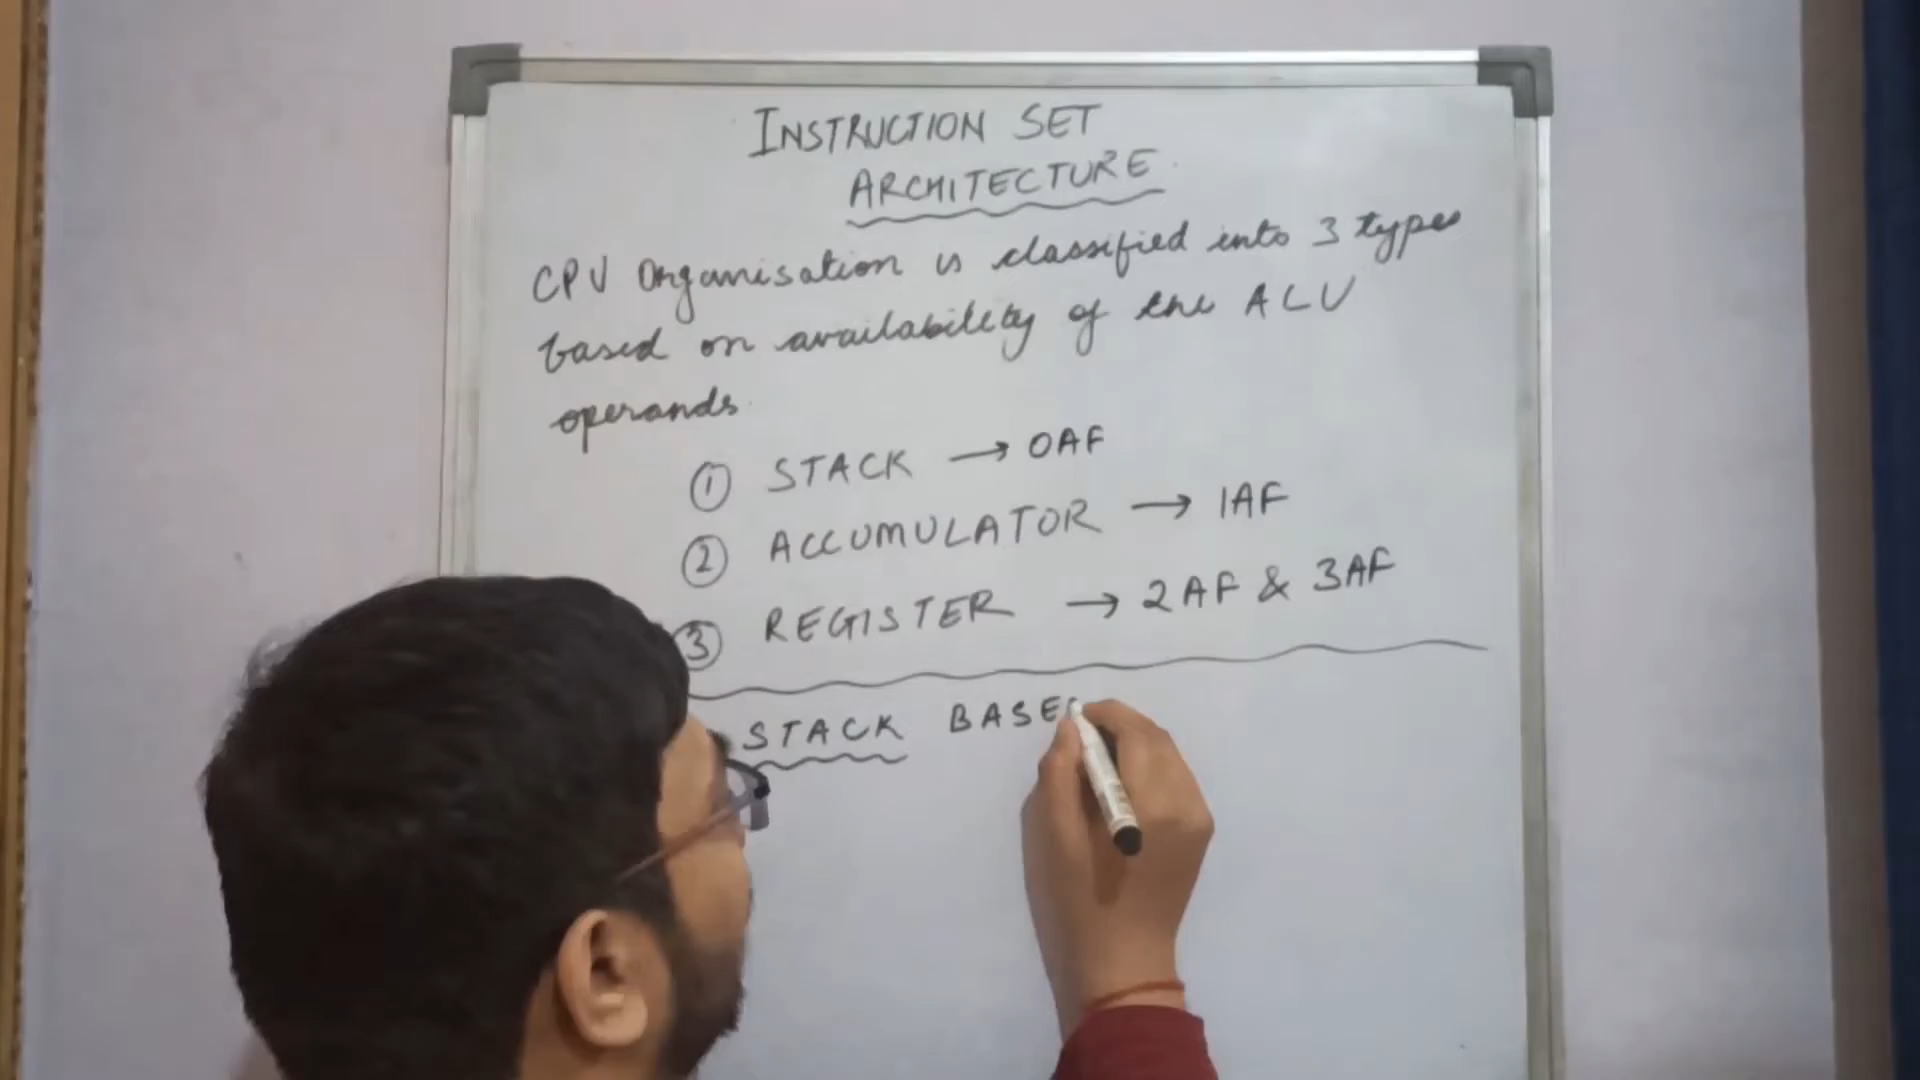 INSTRUCTION SET
ARCHITECTURE
CPU Organisation is classified into 3 types
based on availability of the ALU
operands.
① STACK → 0AF
② ACCUMULATOR → 1AF
③ REGISTER → 2AF & 3AF
STACK BASE